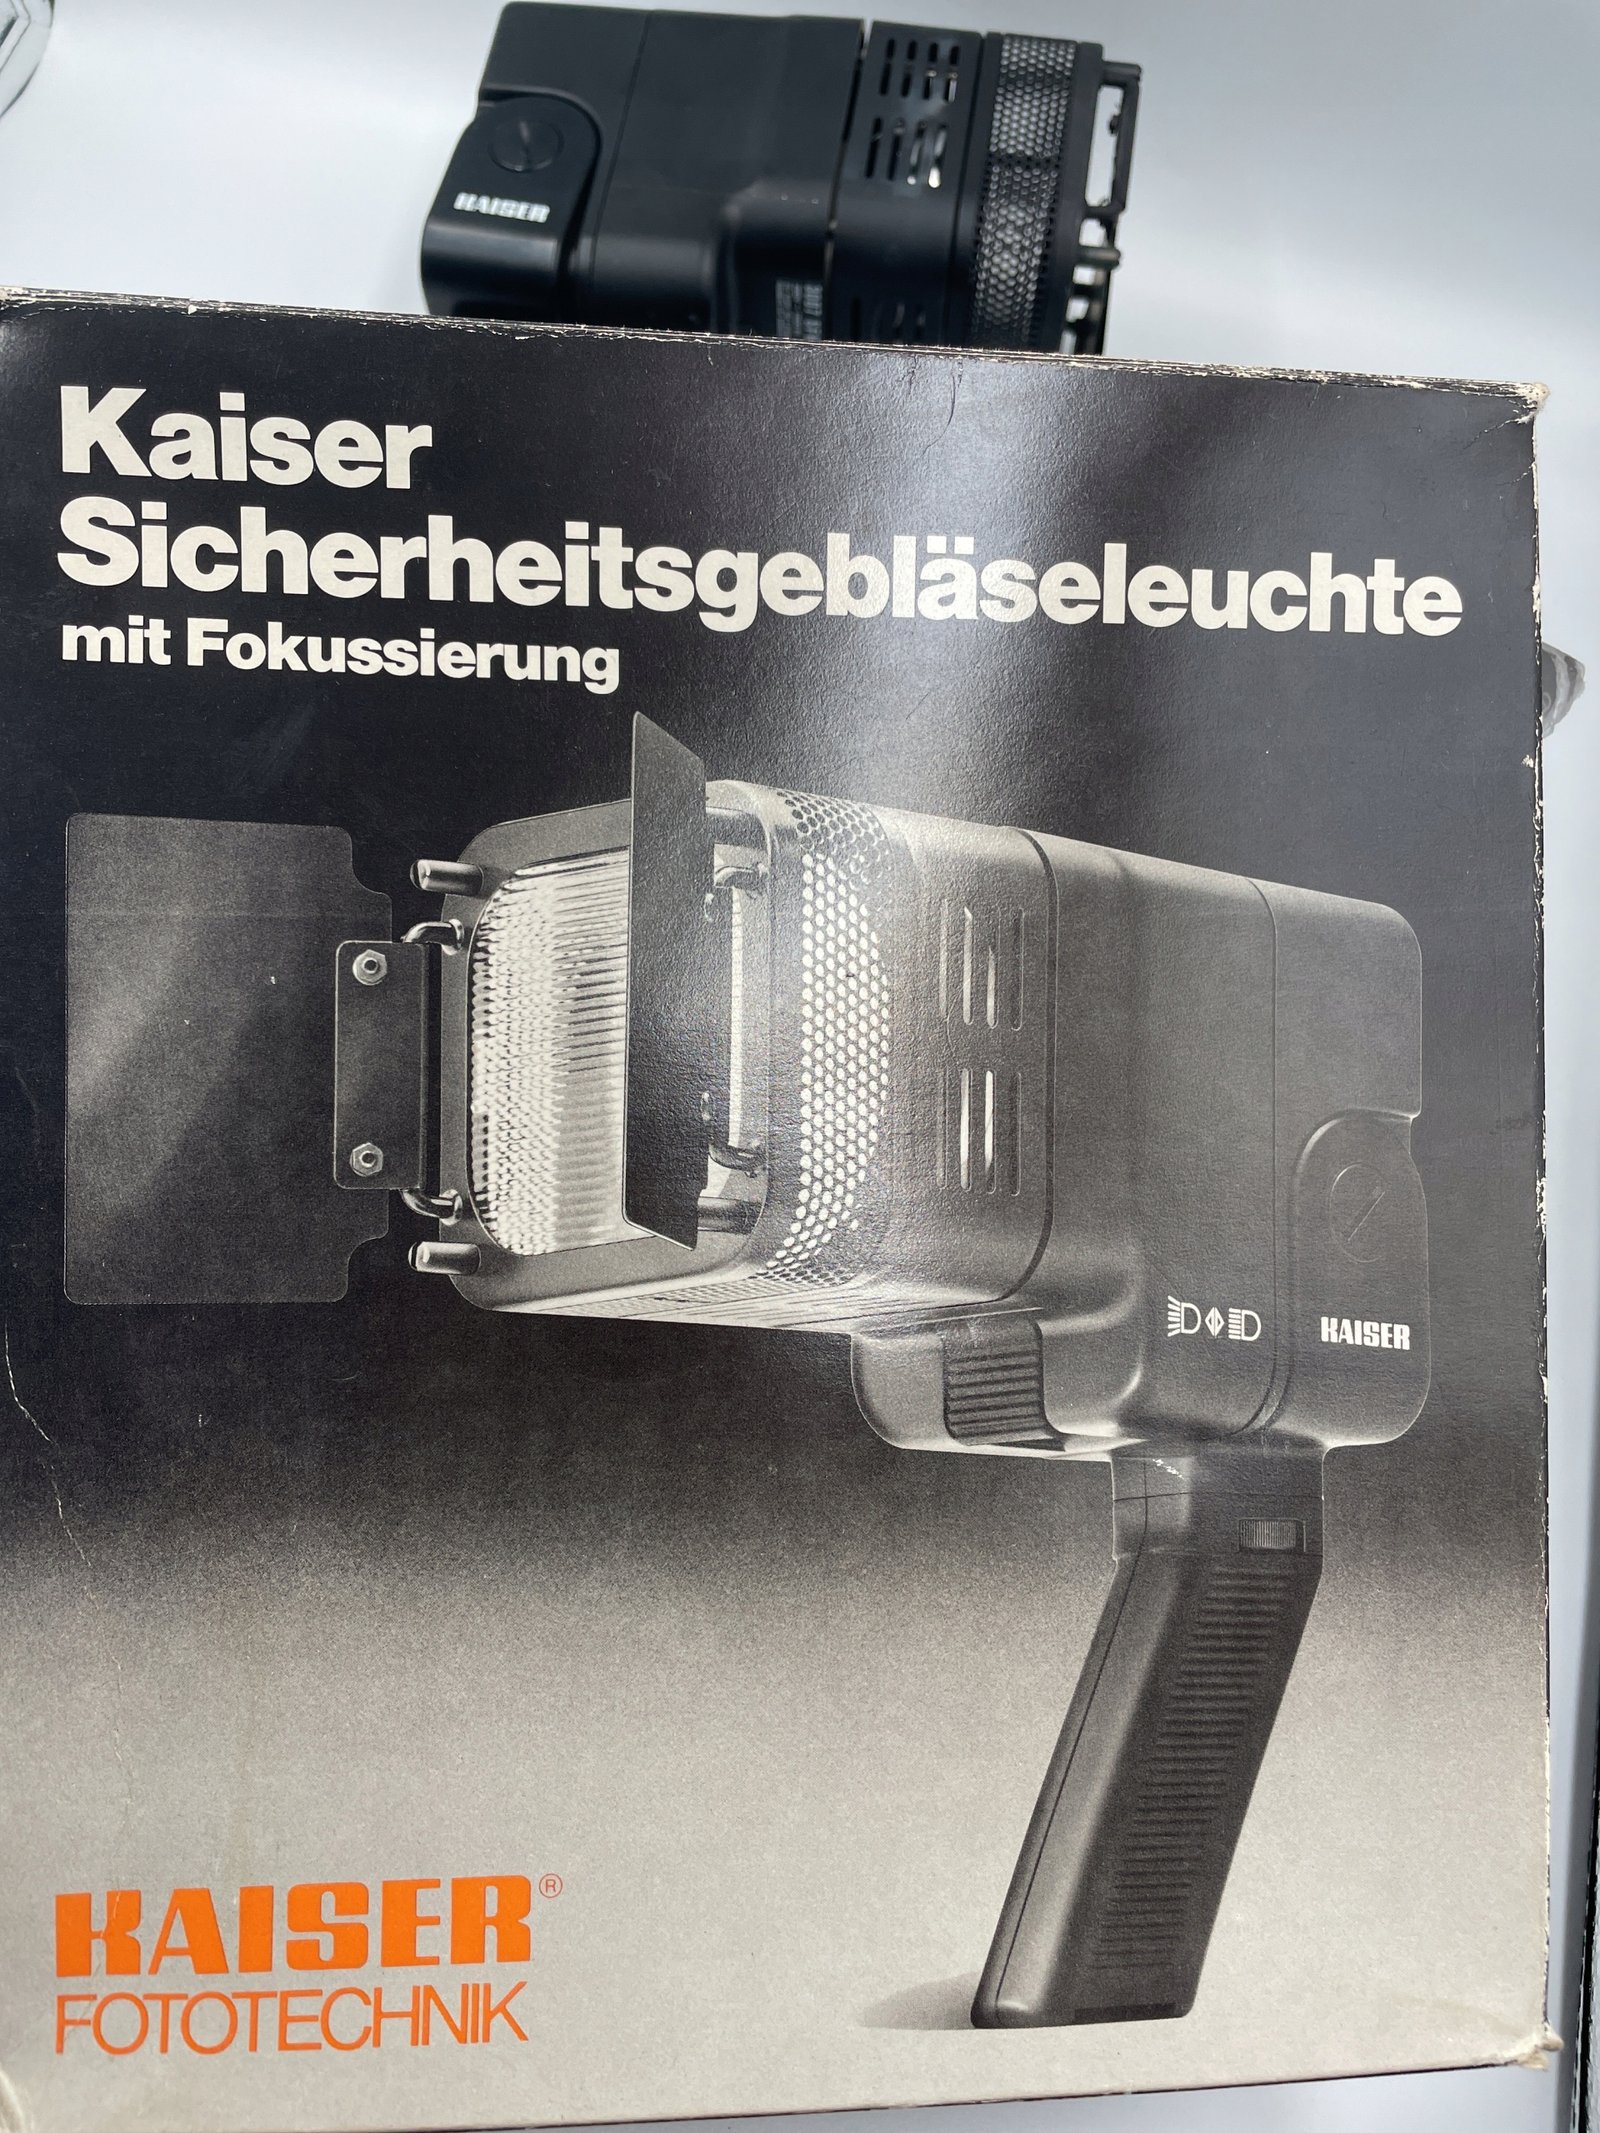 KAISER
Kaiser
Sicherheitsgebläseleuchte
mit Fokussierung
KAISER
KAISER®
FOTOTECHNIK